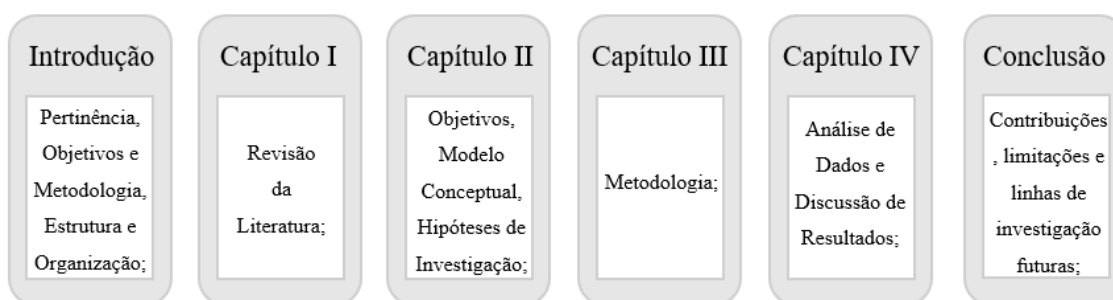 Introdução
Pertinência,
Objetivos e
Metodologia,
Estrutura e
Organização;
Capítulo I
Revisão
da
Literatura;
Capítulo II
Objetivos,
Modelo
Conceptual,
Hipóteses de
Investigação;
Capítulo III
Metodologia;
Capítulo IV
Análise de
Dados e
Discussão de
Resultados;
Conclusão
Contribuições
, limitações e
linhas de
investigação
futuras;